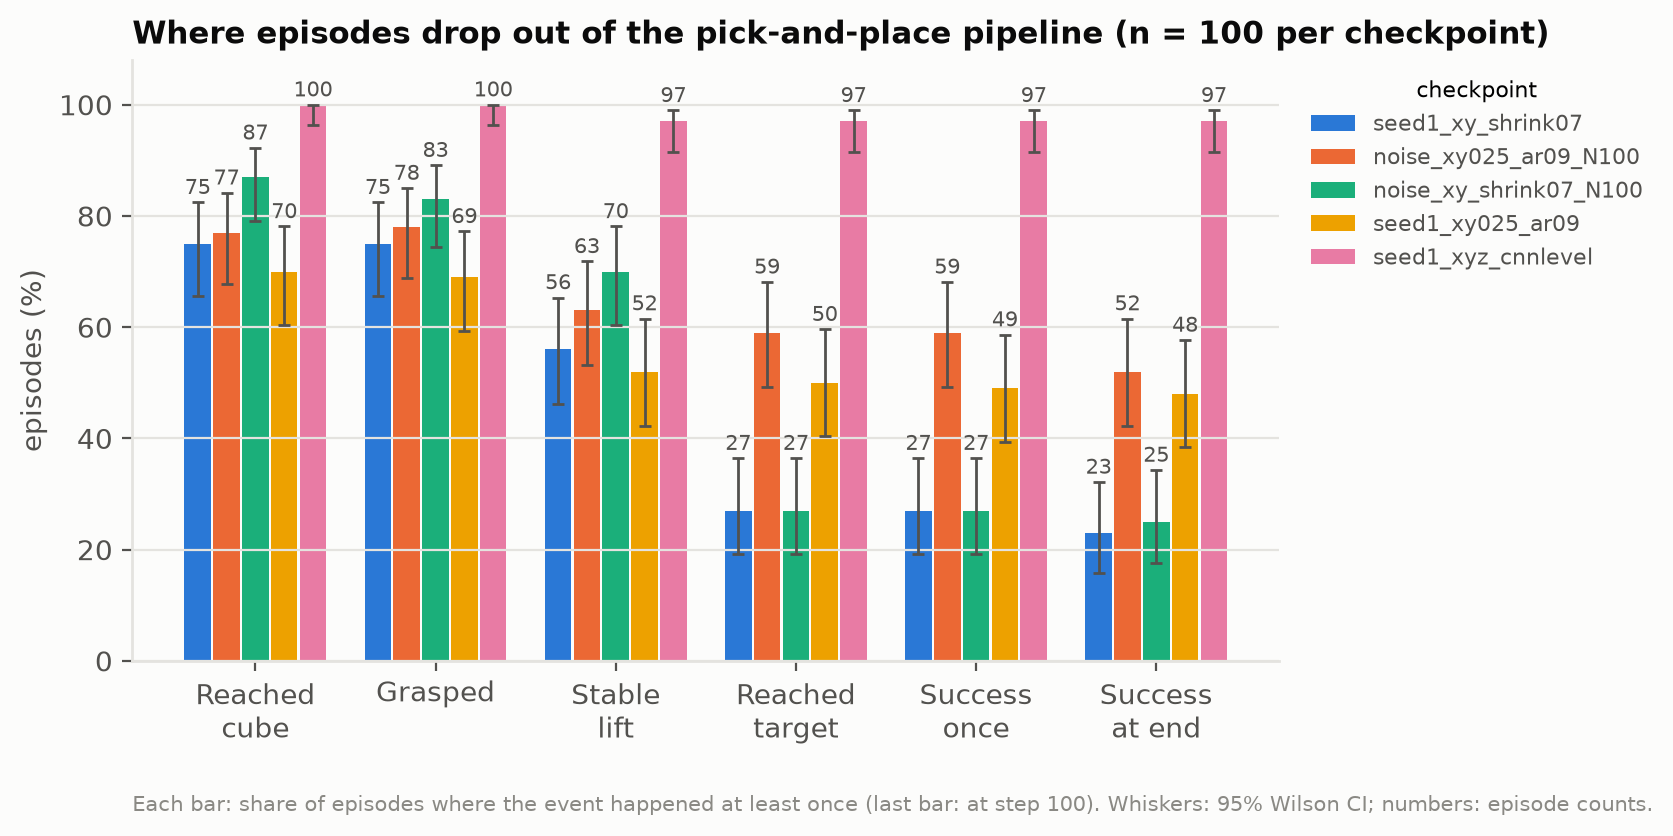 Where episodes drop out of the pick-and-place pipeline (n = 100 per checkpoint)
episodes (%)
100
80
60
40
20
0
75
77
87
70
100
75
78
83
69
100
56
63
70
52
97
27
59
27
50
97
27
59
27
49
97
23
52
25
48
97
Reached
cube
Grasped
Stable
lift
Reached
target
Success
once
Success
at end
checkpoint
seed1_xy_shrink07
noise_xy025_ar09_N100
noise_xy_shrink07_N100
seed1_xy025_ar09
seed1_xyz_cnnlevel
Each bar: share of episodes where the event happened at least once (last bar: at step 100). Whiskers: 95% Wilson CI; numbers: episode counts.